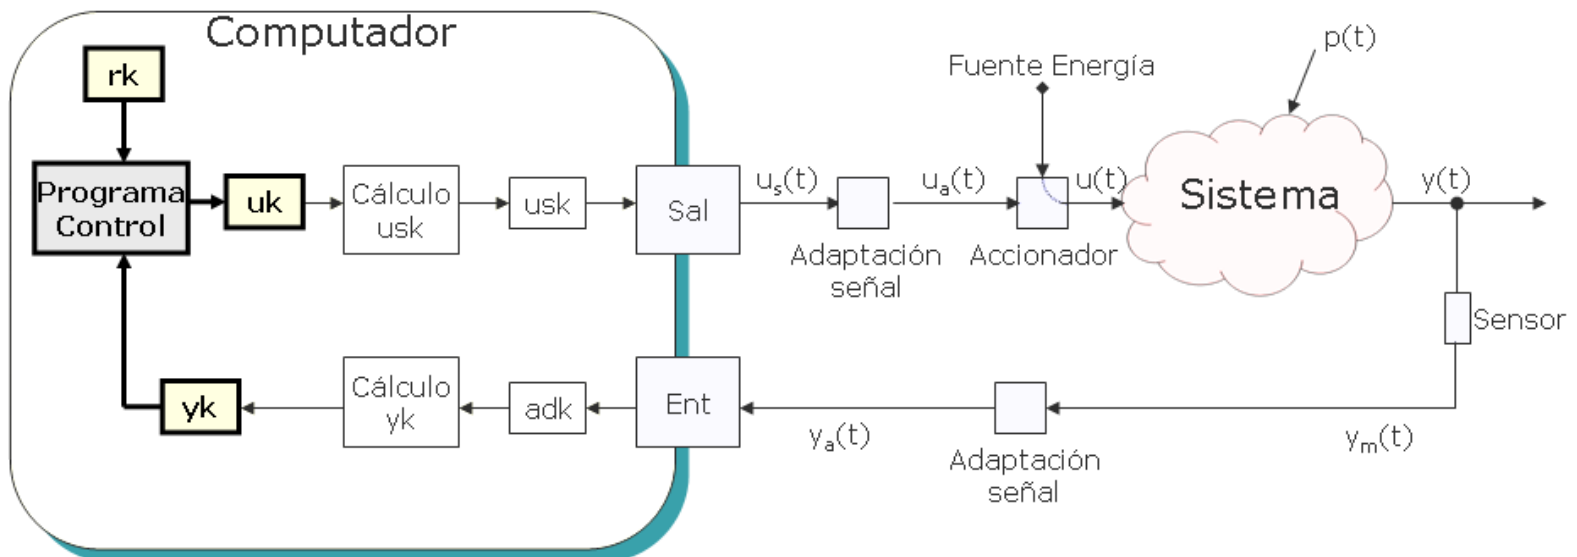 Computador
rk
Programa
Control
uk
Cálculo
usk
usk
Sal
us(t)
Adaptación
señal
ua(t)
Fuente Energía
Accionador
u(t)
p(t)
Sistema
y(t)
Sensor
ym(t)
Adaptación
señal
ya(t)
Ent
adk
Cálculo
yk
yk